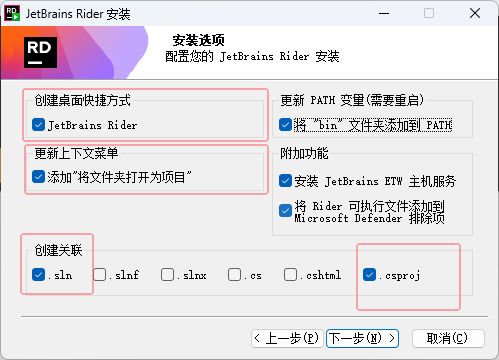 JetBrains Rider 安装
RD
安装选项
配置您的 JetBrains Rider 安装
创建桌面快捷方式
JetBrains Rider
更新 PATH 变量(需要重启)
将 "bin" 文件夹添加到 PATH
更新上下文菜单
添加"将文件夹打开为项目"
附加功能
安装 JetBrains ETW 主机服务
将 Rider 可执行文件添加到
Microsoft Defender 排除项
创建关联
.sln .slnf .slnx .cs .cshtml .csproj
< 上一步(P) 下一步(N) > 取消(C)